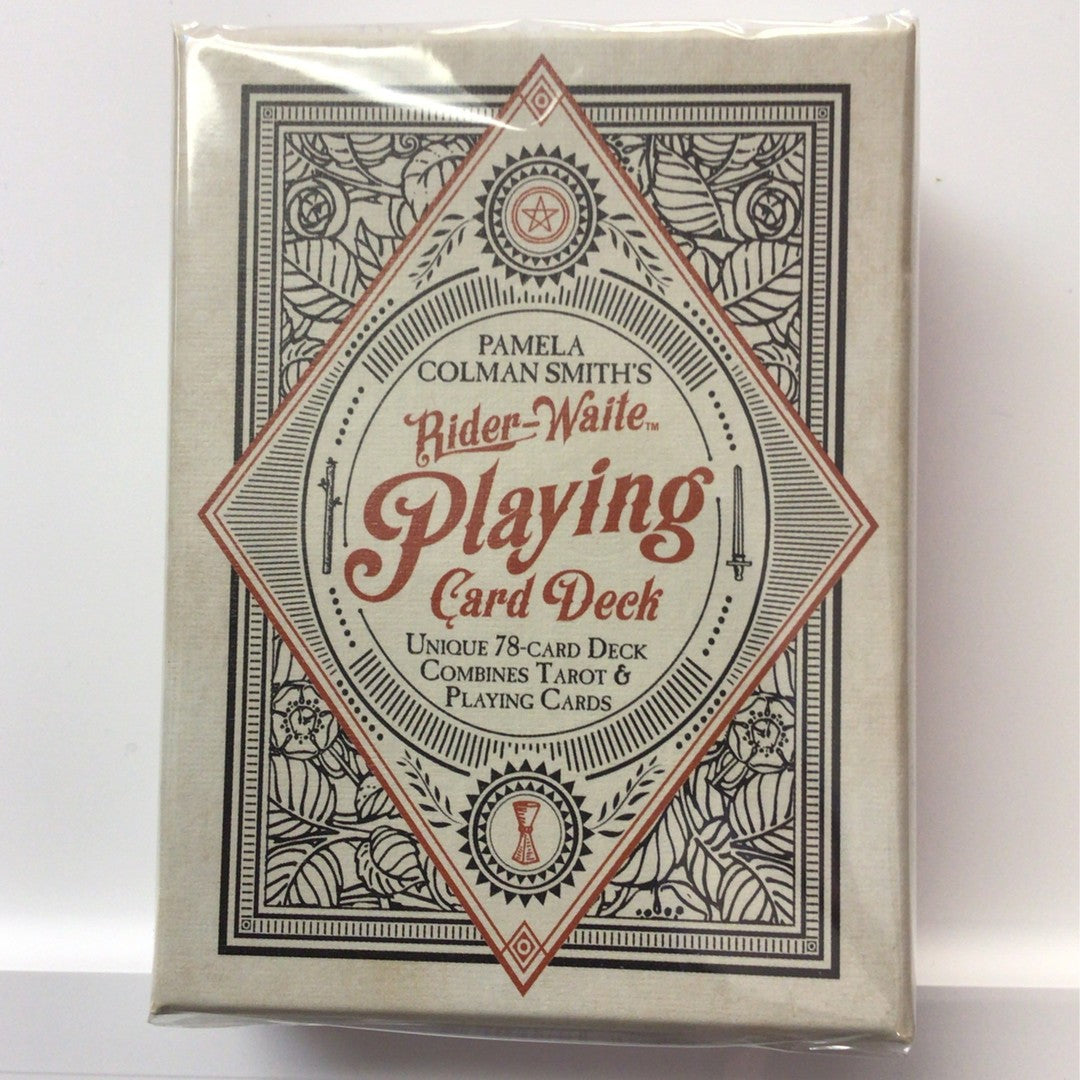 PAMELA
COLMAN SMITH'S
Rider-Waite™
Playing
Card Deck
UNIQUE 78-CARD DECK
COMBINES TAROT &
PLAYING CARDS